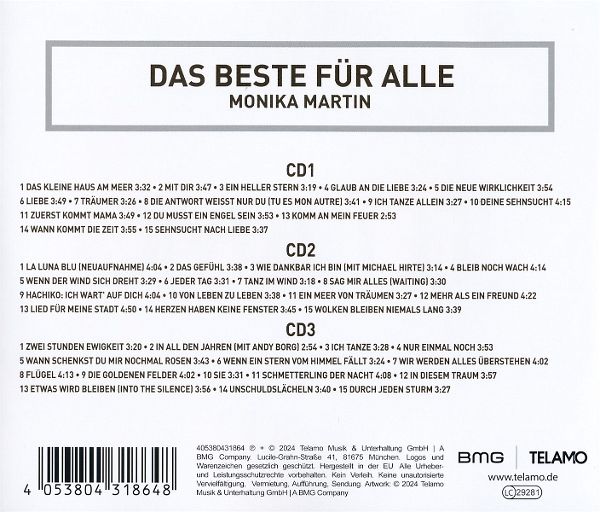 DAS BESTE FÜR ALLE
MONIKA MARTIN
CD1
1 DAS KLEINE HAUS AM MEER 3:32 • 2 MIT DIR 3:47 • 3 EIN HELLER STERN 3:19 • 4 GLAUB AN DIE LIEBE 3:24 • 5 DIE NEUE WIRKLICHKEIT 3:54
6 LIEBE 3:49 • 7 TRÄUMER 3:26 • 8 DIE ANTWORT WEISST NUR DU (TU ES MON AUTRE) 3:41 • 9 ICH TANZE ALLEIN 3:27 • 10 DEINE SEHNSUCHT 4:15
11 ZUERST KOMMT MAMA 3:49 • 12 DU MUSST EIN ENGEL SEIN 3:53 • 13 KOMM AN MEIN FEUER 2:53
14 WANN KOMMT DIE ZEIT 3:55 • 15 SEHNSUCHT NACH LIEBE 3:37
CD2
1 LA LUNA BLU (NEUAUFNAHME) 4:04 • 2 DAS GEFÜHL 3:38 • 3 WIE DANKBAR ICH BIN (MIT MICHAEL HIRTE) 3:14 • 4 BLEIB NOCH WACH 4:14
5 WENN DER WIND SICH DREHT 3:29 • 6 JEDER TAG 3:31 • 7 TANZ IM WIND 3:18 • 8 SAG MIR ALLES (WAITING) 3:30
9 HACHIKO: ICH WART' AUF DICH 4:04 • 10 VON LEBEN ZU LEBEN 3:38 • 11 EIN MEER VON TRÄUMEN 3:27 • 12 MEHR ALS EIN FREUND 4:22
13 LIED FÜR MEINE STADT 4:50 • 14 HERZEN HABEN KEINE FENSTER 3:45 • 15 WOLKEN BLEIBEN NIEMALS LANG 3:39
CD3
1 ZWEI STUNDEN EWIGKEIT 3:20 • 2 IN ALL DEN JAHREN (MIT ANDY BORG) 2:54 • 3 ICH TANZE 3:28 • 4 NUR EINMAL NOCH 3:53
5 WANN SCHENKST DU MIR NOCHMAL ROSEN 3:43 • 6 WENN EIN STERN VOM HIMMEL FÄLLT 3:24 • 7 WIR WERDEN ALLES ÜBERSTEHEN 4:02
8 FLÜGEL 4:13 • 9 DIE GOLDENEN FELDER 4:02 • 10 SIE 3:31 • 11 SCHMETTERLING DER NACHT 4:08 • 12 IN DIESEM TRAUM 3:57
13 ETWAS WIRD BLEIBEN (INTO THE SILENCE) 3:56 • 14 UNSCHULDSLÄCHELN 3:40 • 15 DURCH JEDEN STURM 3:27
405380431864 ℗ + © 2024 Telamo Musik & Unterhaltung GmbH | A
BMG Company. Lucile-Grahn-Straße 41, 81675 München. Logos und
Warenzeichen gesetzlich geschützt. Hergestellt in der EU. Alle Urheber-
und Leistungsschutzrechte vorbehalten. Kein Verleih. Keine unautorisierte
Vervielfältigung, Vermietung, Aufführung, Sendung. Artwork: © 2024 Telamo
Musik & Unterhaltung GmbH | A BMG Company
4 053804 318648
BMG | TELAMO
www.telamo.de
LC 29281